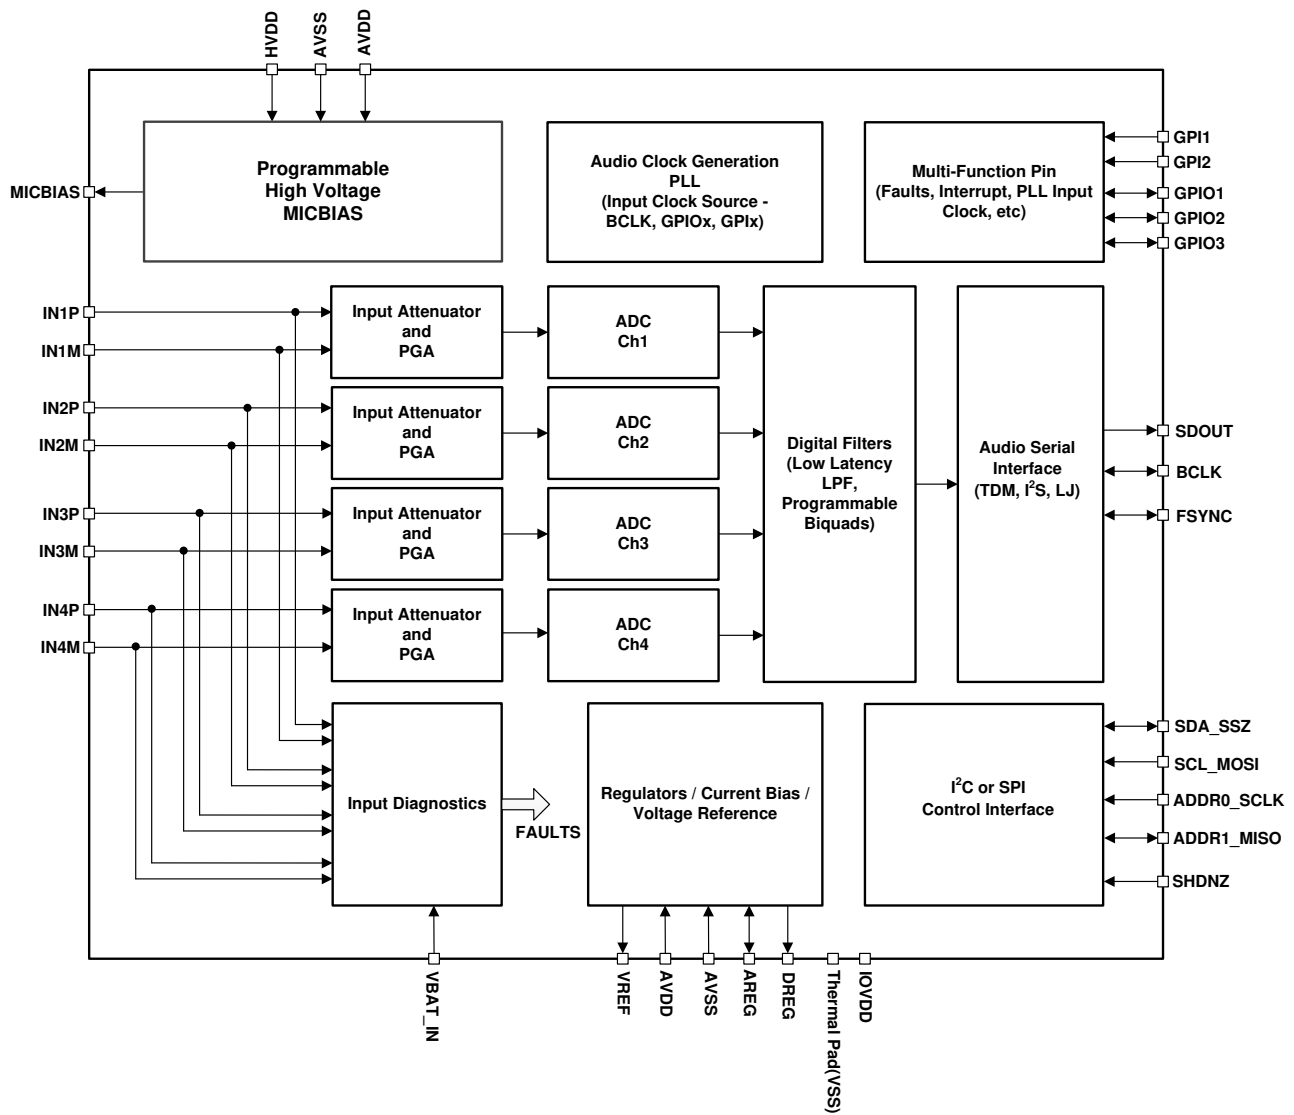 HVDD
AVSS
AVDD
MICBIAS
Programmable
High Voltage
MICBIAS
Audio Clock Generation
PLL
(Input Clock Source -
BCLK, GPIOx, GPIx)
Multi-Function Pin
(Faults, Interrupt, PLL Input
Clock, etc)
GPI1
GPI2
GPIO1
GPIO2
GPIO3
IN1P
IN1M
IN2P
IN2M
IN3P
IN3M
IN4P
IN4M
Input Attenuator
and
PGA
ADC
Ch1
Input Attenuator
and
PGA
ADC
Ch2
Input Attenuator
and
PGA
ADC
Ch3
Input Attenuator
and
PGA
ADC
Ch4
Digital Filters
(Low Latency
LPF,
Programmable
Biquads)
Audio Serial
Interface
(TDM, I²S, LJ)
SDOUT
BCLK
FSYNC
Input Diagnostics
FAULTS
Regulators / Current Bias /
Voltage Reference
I²C or SPI
Control Interface
SDA_SSZ
SCL_MOSI
ADDR0_SCLK
ADDR1_MISO
SHDNZ
VBAT_IN
VREF
AVDD
AVSS
AREG
DREG
Thermal Pad(VSS)
IOVDD